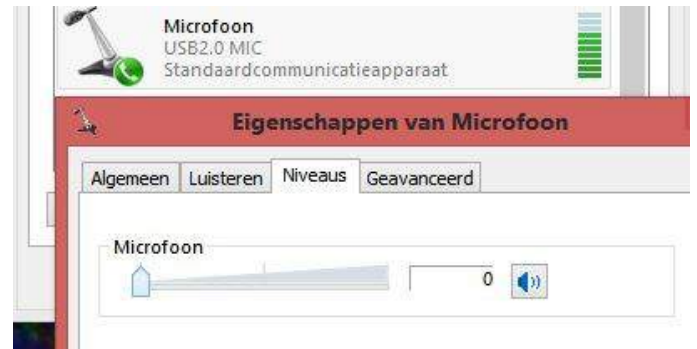 Microfoon
USB2.0 MIC
Standaardcommunicatieapparaat
Eigenschappen van Microfoon
Algemeen Luisteren Niveaus Geavanceerd
Microfoon
0